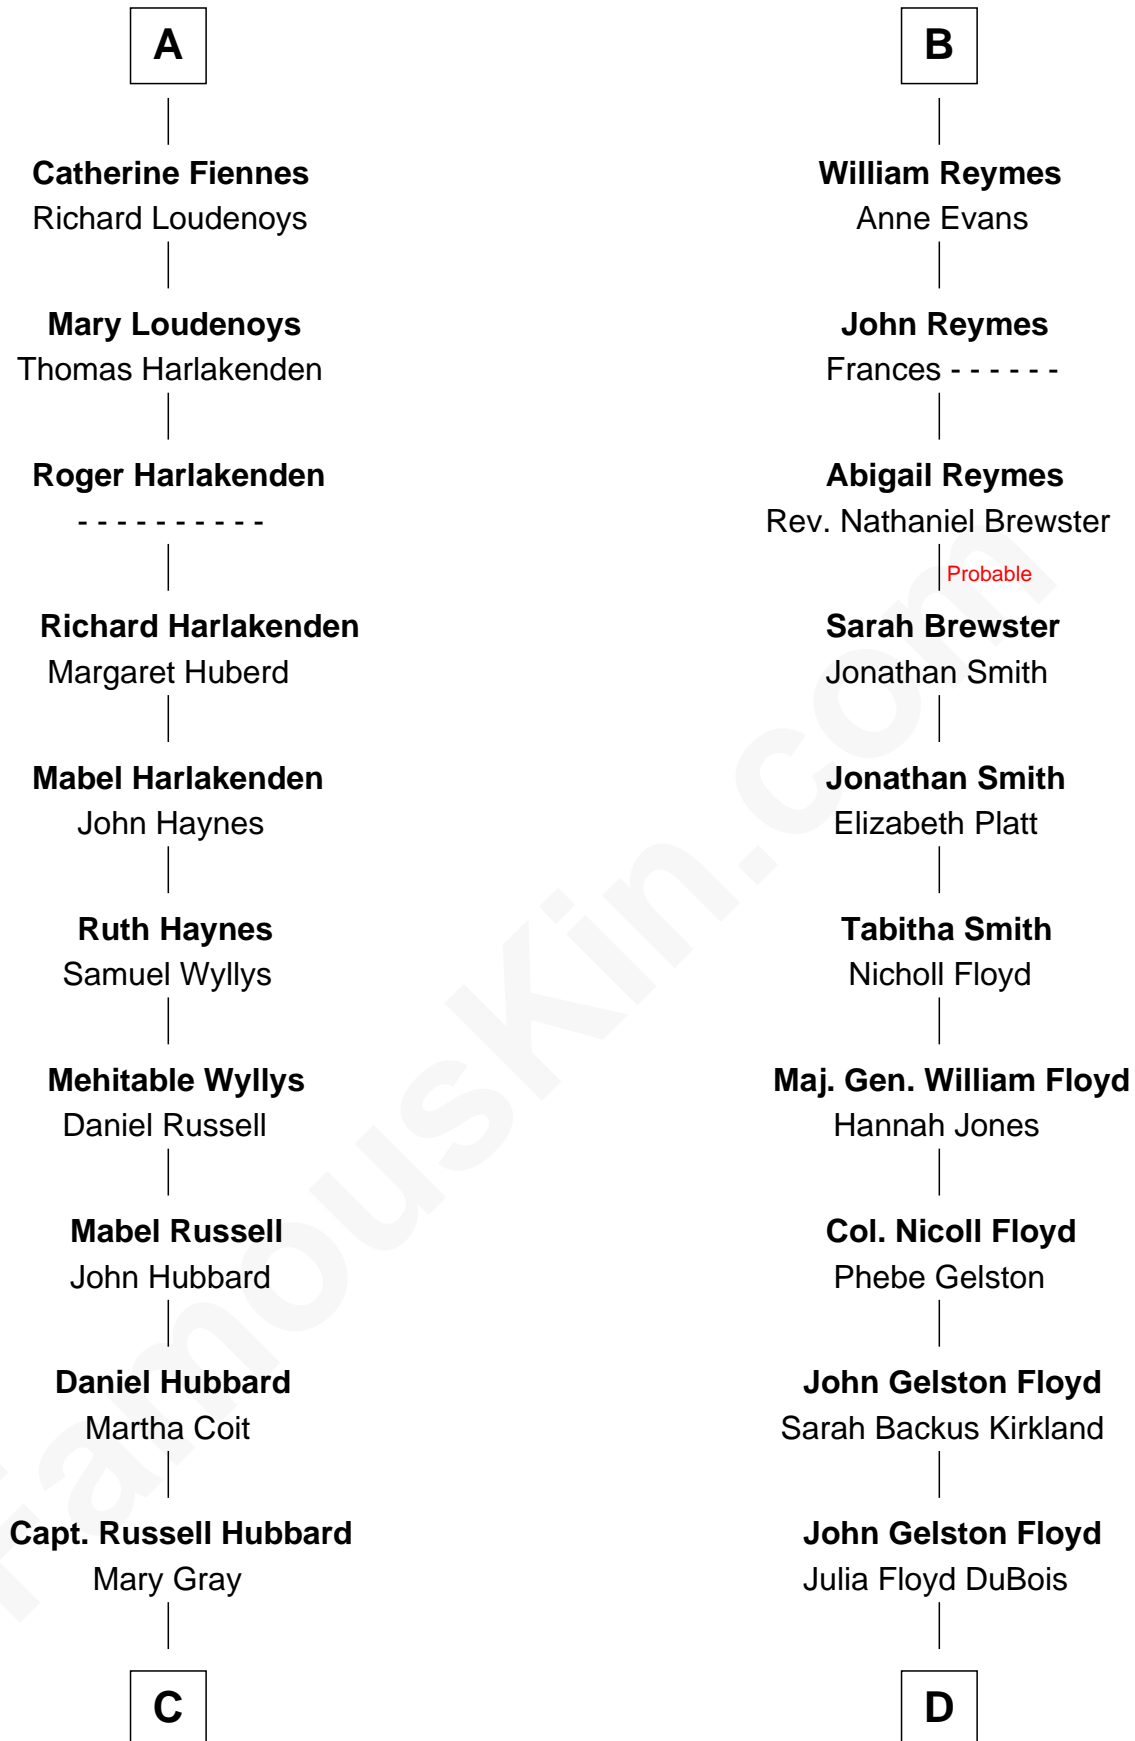 A
Catherine Fiennes
Richard Loudenoys
Mary Loudenoys
Thomas Harlakenden
Roger Harlakenden
- - - - - - - - - -
Richard Harlakenden
Margaret Huberd
Mabel Harlakenden
John Haynes
Ruth Haynes
Samuel Wyllys
Mehitable Wyllys
Daniel Russell
Mabel Russell
John Hubbard
Daniel Hubbard
Martha Coit
Capt. Russell Hubbard
Mary Gray
C
B
William Reymes
Anne Evans
John Reymes
Frances - - - - - -
Abigail Reymes
Rev. Nathaniel Brewster
Probable
Sarah Brewster
Jonathan Smith
Jonathan Smith
Elizabeth Platt
Tabitha Smith
Nicholl Floyd
Maj. Gen. William Floyd
Hannah Jones
Col. Nicoll Floyd
Phebe Gelston
John Gelston Floyd
Sarah Backus Kirkland
John Gelston Floyd
Julia Floyd DuBois
D
FamousKin.com